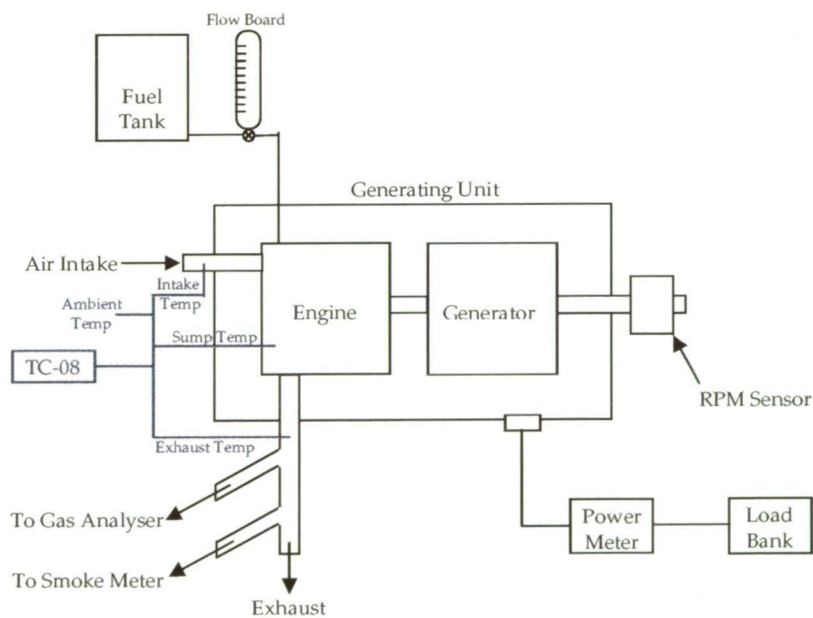 Flow Board
Fuel
Tank
Generating Unit
Air Intake
Intake
Temp
Ambient
Temp
Engine
Generator
Sump Temp
TC-08
RPM Sensor
Exhaust Temp
To Gas Analyser
Power
Meter
Load
Bank
To Smoke Meter
Exhaust